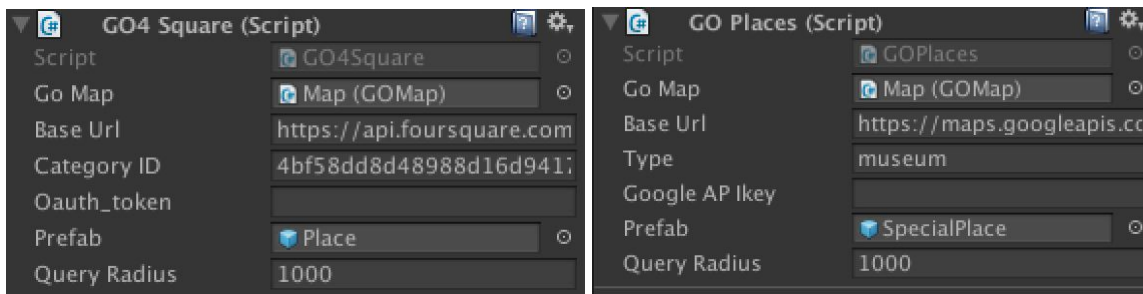 GO4 Square (Script)
Script GO4Square
Go Map Map (GOMap)
Base Url https://api.foursquare.com
Category ID 4bf58dd8d48988d16d941
Oauth_token
Prefab Place
Query Radius 1000
GO Places (Script)
Script GOPlaces
Go Map Map (GOMap)
Base Url https://maps.googleapis.co
Type museum
Google AP Ikey
Prefab SpecialPlace
Query Radius 1000